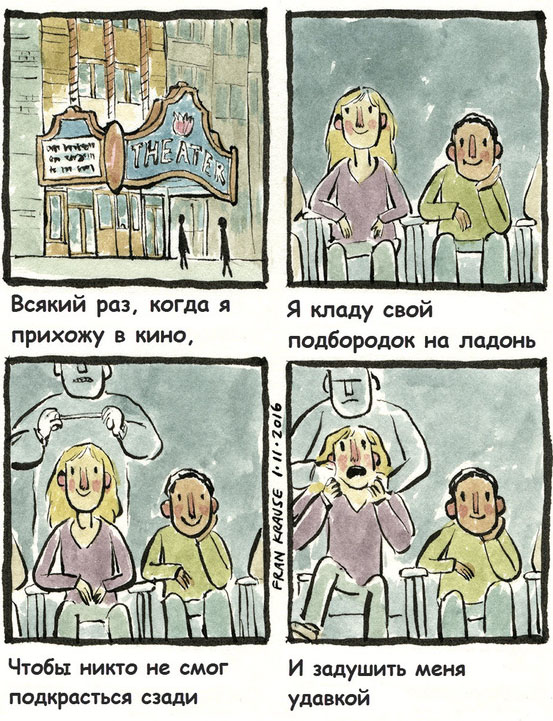 THEATER
Всякий раз, когда я
прихожу в кино,
Я кладу свой
подбородок на ладонь
FRAN KRAUSE 1·11·2016
Чтобы никто не смог
подкрасться сзади
И задушить меня
удавкой